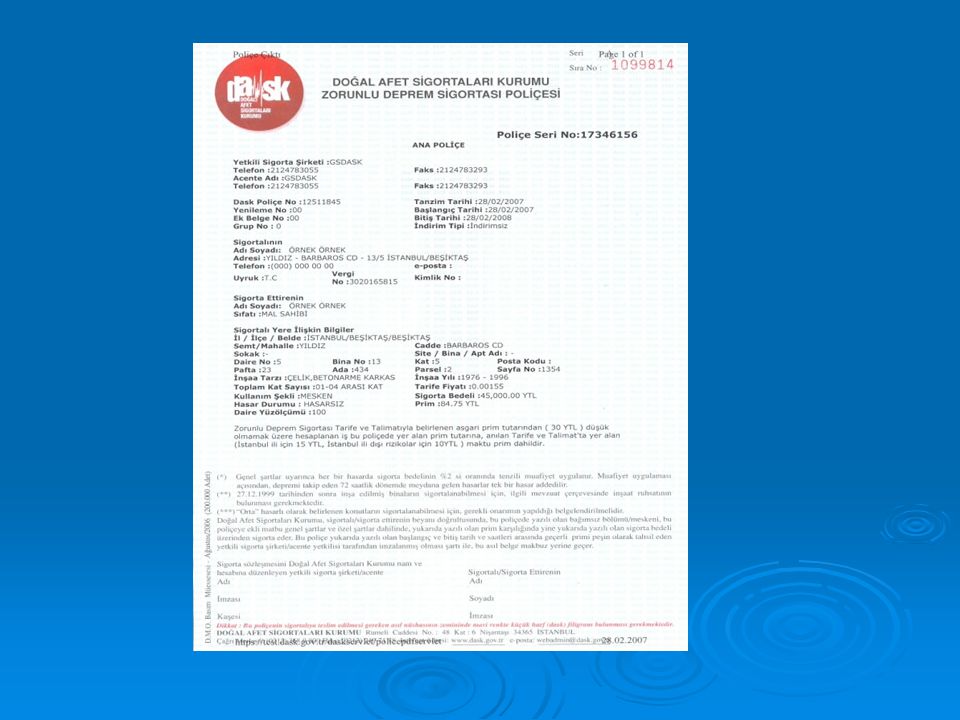 Poliçe Çıktı
Seri Page 1 of 1
Sıra No : 1099814
dask
DOĞAL AFET SİGORTALARI KURUMU
DOĞAL AFET SİGORTALARI KURUMU
ZORUNLU DEPREM SİGORTASI POLİÇESİ
Poliçe Seri No:17346156
ANA POLİÇE
Yetkili Sigorta Şirketi :GSDASK
Telefon :2124783055 Faks :2124783293
Acente Adı :GSDASK
Telefon :2124783055 Faks :2124783293
Dask Poliçe No :12511845 Tanzim Tarihi :28/02/2007
Yenileme No :00 Başlangıç Tarihi :28/02/2007
Ek Belge No :00 Bitiş Tarihi :28/02/2008
Grup No : 0 İndirim Tipi :İndirimsiz
Sigortalının
Adı Soyadı: ÖRNEK ÖRNEK
Adresi :YILDIZ - BARBAROS CD - 13/5 İSTANBUL/BEŞİKTAŞ
Telefon :(000) 000 00 00 e-posta :
Uyruk :T.C Vergi No :3020165815 Kimlik No :
Sigorta Ettirenin
Adı Soyadı: ÖRNEK ÖRNEK
Sıfatı :MAL SAHİBİ
Sigortalı Yere İlişkin Bilgiler
İl / İlçe / Belde :İSTANBUL/BEŞİKTAŞ/BEŞİKTAŞ
Semt/Mahalle :YILDIZ Cadde :BARBAROS CD
Sokak :- Site / Bina / Apt Adı : -
Daire No :5 Bina No :13 Kat :5 Posta Kodu :
Pafta :23 Ada :434 Parsel :2 Sayfa No :1354
İnşaa Tarzı :ÇELİK,BETONARME KARKAS İnşaa Yılı :1976 - 1996
Toplam Kat Sayısı :01-04 ARASI KAT Tarife Fiyatı :0.00155
Kullanım Şekli :MESKEN Sigorta Bedeli :45,000.00 YTL
Hasar Durumu : HASARSIZ Prim :84.75 YTL
Daire Yüzölçümü :100
Zorunlu Deprem Sigortası Tarife ve Talimatıyla belirlenen asgari prim tutarından ( 30 YTL ) düşük
olmamak üzere hesaplanan iş bu poliçede yer alan prim tutarına, anılan Tarife ve Talimat'ta yer alan
(İstanbul ili için 15 YTL, İstanbul ili dışı rizikolar için 10YTL ) maktu prim dahildir.
(*) Genel şartlar uyarınca her bir hasarda sigorta bedelinin %2 si oranında tenzili muafiyet uygulanır. Muafiyet uygulaması
açısından, depremi takip eden 72 saatlik dönemde meydana gelen hasarlar tek bir hasar addedilir.
(**) 27.12.1999 tarihinden sonra inşa edilmiş binaların sigortalanabilmesi için, ilgili mevzuat çerçevesinde inşaat ruhsatının
bulunması gerekmektedir.
(***) "Orta" hasarlı olarak belirlenen konutların sigortalanabilmesi için, gerekli onarımın yapıldığı belgelendirilmelidir.
Doğal Afet Sigortaları Kurumu, sigortalı/sigorta ettirenin beyanı doğrultusunda, bu poliçede yazılı olan bağımsız bölümü/meskeni, bu
poliçeye ekli matbu genel şartlar ve özel şartlar dahilinde, yukarıda yazılı olan prim karşılığında yine yukarıda yazılı olan sigorta bedeli
üzerinden sigorta eder. Bu poliçe yukarıda yazılı olan başlangıç ve bitiş tarih ve saatleri arasında geçerli primi peşin olarak tahsil eden
yetkili sigorta şirketi/acente yetkilisi tarafından imzalanmış olması şartı ile, bu asıl belge makbuz yerine geçer.
Sigorta sözleşmesini Doğal Afet Sigortaları Kurumu nam ve
hesabına düzenleyen yetkili sigorta şirketi/acente Sigortalı/Sigorta Ettirenin
Adı Adı
İmzası Soyadı
Kaşesi İmzası
Dikkat : Bu poliçenin sigortalıya teslim edilmesi gereken asıl nüshasının zemininde mavi renkte küçük harf (dask) filigram bulunması gerekmektedir.
DOĞAL AFET SİGORTALARI KURUMU Rumeli Caddesi No. : 48 Kat : 6 Nişantaşı 34365 İSTANBUL
https://test.dask.gov.tr/daskservlet/policepdfservlet www.dask.gov.tr e-posta: webadmin@dask.gov.tr 28.02.2007
D.M.O. Basım Müessesesi - Ağustos/2006 (200.000 Adet)